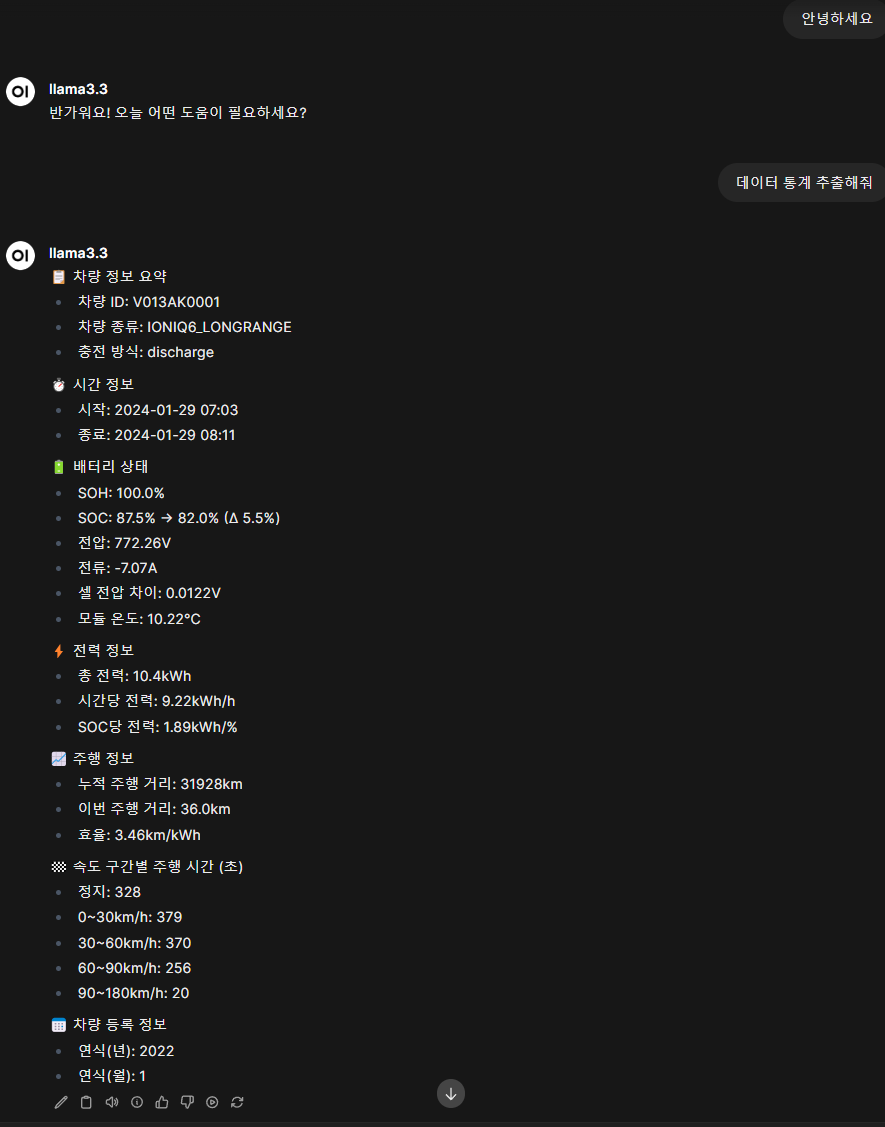 안녕하세요
OI
llama3.3
반가워요! 오늘 어떤 도움이 필요하세요?
데이터 통계 추출해줘
OI
llama3.3
차량 정보 요약
차량 ID: V013AK0001
차량 종류: IONIQ6_LONGRANGE
충전 방식: discharge
시간 정보
시작: 2024-01-29 07:03
종료: 2024-01-29 08:11
배터리 상태
SOH: 100.0%
SOC: 87.5% → 82.0% (Δ 5.5%)
전압: 772.26V
전류: -7.07A
셀 전압 차이: 0.0122V
모듈 온도: 10.22°C
전력 정보
총 전력: 10.4kWh
시간당 전력: 9.22kWh/h
SOC당 전력: 1.89kWh/%
주행 정보
누적 주행 거리: 31928km
이번 주행 거리: 36.0km
효율: 3.46km/kWh
속도 구간별 주행 시간 (초)
정지: 328
0~30km/h: 379
30~60km/h: 370
60~90km/h: 256
90~180km/h: 20
차량 등록 정보
연식(년): 2022
연식(월): 1